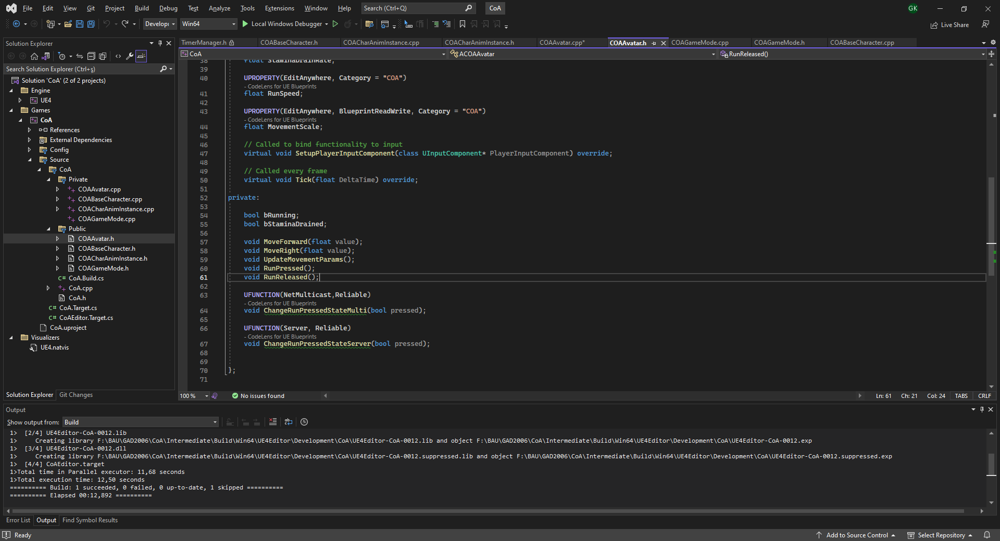 File Edit View Git Project Build Debug Test Analyze Tools Extensions Window Help Search (Ctrl+Q) CoA GK
Develop Win64 Local Windows Debugger Live Share
Solution Explorer
Search Solution Explorer (Ctrl+ş)
Solution 'CoA' (2 of 2 projects)
Engine
UE4
Games
CoA
References
External Dependencies
Config
Source
CoA
Private
COAAvatar.cpp
COABaseCharacter.cpp
COACharAnimInstance.cpp
COAGameMode.cpp
Public
COAAvatar.h
COABaseCharacter.h
COACharAnimInstance.h
COAGameMode.h
CoA.Build.cs
CoA.cpp
CoA.h
CoA.Target.cs
CoAEditor.Target.cs
CoA.uproject
Visualizers
UE4.natvis
Solution Explorer Git Changes
TimerManager.h COABaseCharacter.h COACharAnimInstance.cpp COACharAnimInstance.h COAAvatar.cpp* COAAvatar.h COAGameMode.cpp COAGameMode.h COABaseCharacter.cpp
CoA ACOAAvatar RunReleased()
38 float StaminaDrainRate;
39
40 UPROPERTY(EditAnywhere, Category = "COA")
- CodeLens for UE Blueprints
41 float RunSpeed;
42
43 UPROPERTY(EditAnywhere, BlueprintReadWrite, Category = "COA")
- CodeLens for UE Blueprints
44 float MovementScale;
45
46 // Called to bind functionality to input
47 virtual void SetupPlayerInputComponent(class UInputComponent* PlayerInputComponent) override;
48
49 // Called every frame
50 virtual void Tick(float DeltaTime) override;
51
52 private:
53
54 bool bRunning;
55 bool bStaminaDrained;
56
57 void MoveForward(float value);
58 void MoveRight(float value);
59 void UpdateMovementParams();
60 void RunPressed();
61 void RunReleased();
62
63 UFUNCTION(NetMulticast,Reliable)
- CodeLens for UE Blueprints
64 void ChangeRunPressedStateMulti(bool pressed);
65
66 UFUNCTION(Server, Reliable)
- CodeLens for UE Blueprints
67 void ChangeRunPressedStateServer(bool pressed);
68
69
70 };
71
100 % No issues found Ln: 61 Ch: 21 Col: 24 TABS CRLF
Output
Show output from: Build
1> [2/4] UE4Editor-CoA-0012.lib
1> Creating library F:\BAU\GAD2006\CoA\Intermediate\Build\Win64\UE4Editor\Development\CoA\UE4Editor-CoA-0012.lib and object F:\BAU\GAD2006\CoA\Intermediate\Build\Win64\UE4Editor\Development\CoA\UE4Editor-CoA-0012.exp
1> [3/4] UE4Editor-CoA-0012.dll
1> Creating library F:\BAU\GAD2006\CoA\Intermediate\Build\Win64\UE4Editor\Development\CoA\UE4Editor-CoA-0012.suppressed.lib and object F:\BAU\GAD2006\CoA\Intermediate\Build\Win64\UE4Editor\Development\CoA\UE4Editor-CoA-0012.suppressed.exp
1> [4/4] CoAEditor.target
1>Total time in Parallel executor: 11,68 seconds
1>Total execution time: 12,50 seconds
========== Build: 1 succeeded, 0 failed, 0 up-to-date, 1 skipped ==========
========== Elapsed 00:12,892 ==========
Error List Output Find Symbol Results
Ready Add to Source Control Select Repository